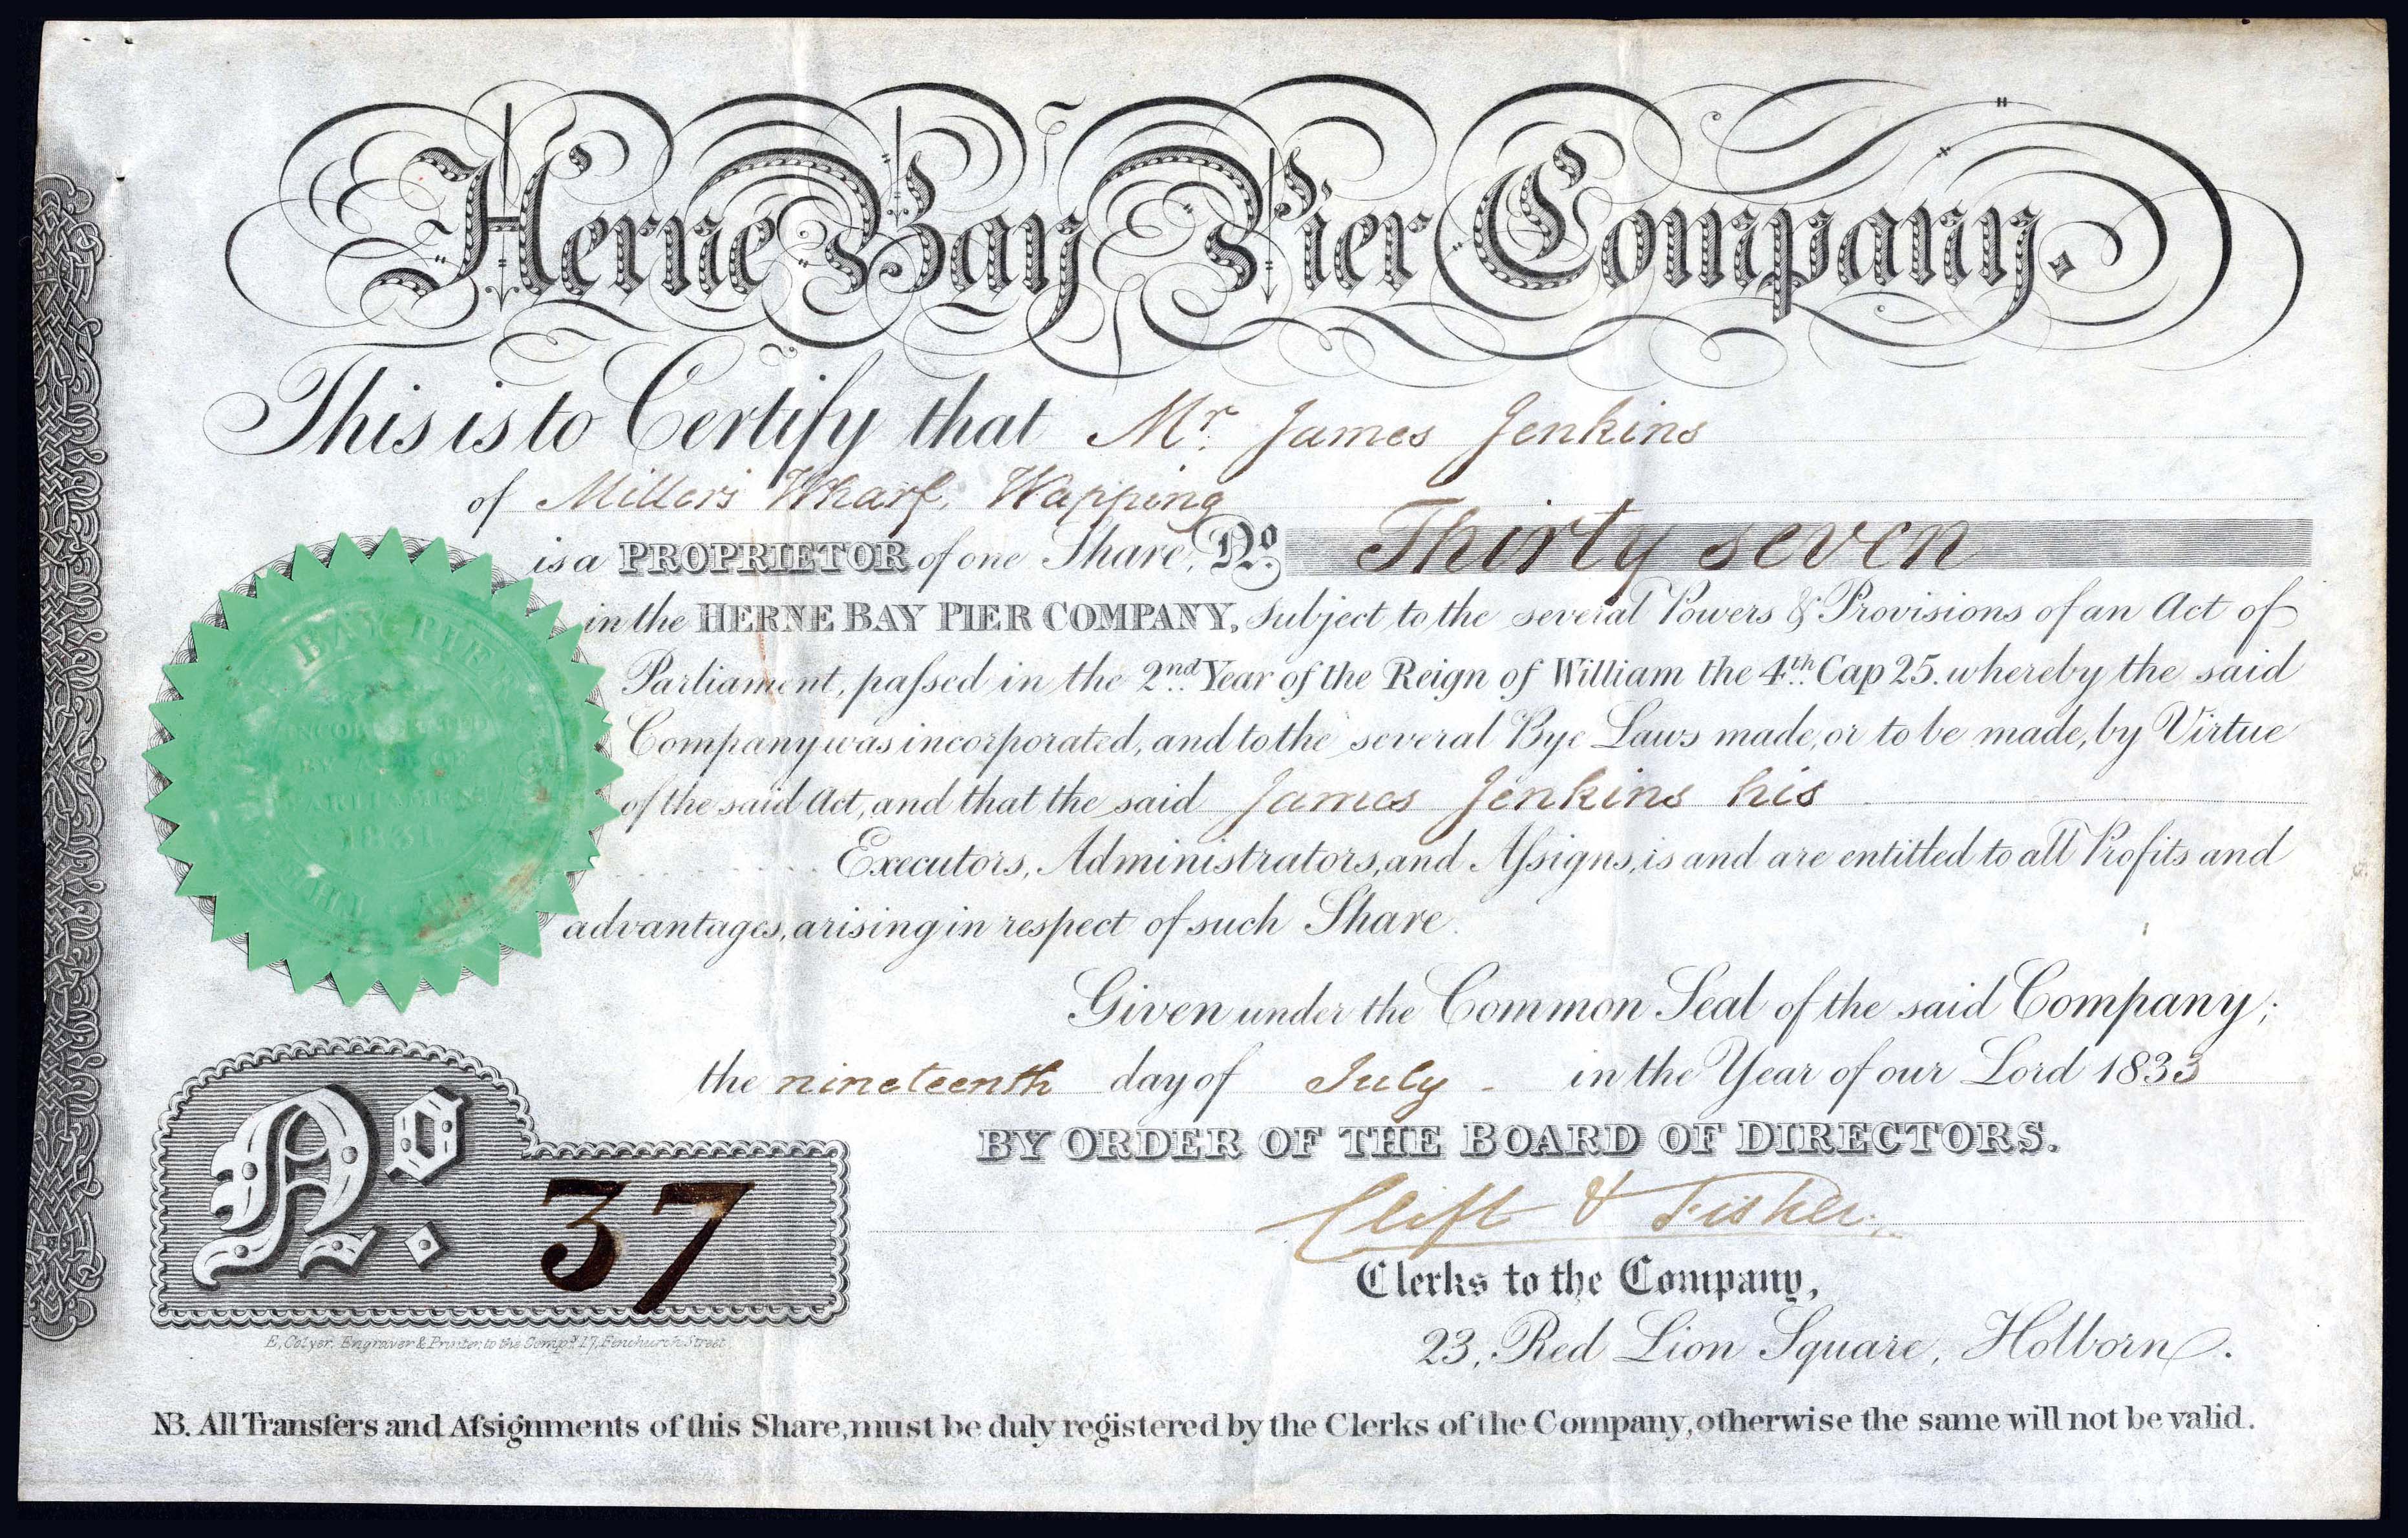 Herne Bay Pier Company.
This is to Certify that Mr. James Jenkins
of Millers Wharf, Wapping
is a PROPRIETOR of one Share, No. Thirty seven
in the HERNE BAY PIER COMPANY, Subject to the several Powers & Provisions of an Act of
Parliament, paſsed in the 2nd. Year of the Reign of William the 4th. Cap 25. whereby the said
Company was incorporated, and to the several Bye Laws made, or to be made, by Virtue
of the said Act, and that the said James Jenkins his
Executors, Administrators, and Aſsigns, is and are entitled to all Profits and
advantages, arising in respect of such Share.
BAY PIE
INCORPORATED
BY ACT OF
PARLIAMENT
1831
Given under the Common Seal of the said Company;
the nineteenth day of July - in the Year of our Lord 1833
BY ORDER OF THE BOARD OF DIRECTORS.
Clift & Fisher.
Clerks to the Company,
23, Red Lion Square, Holborn.
No. 37
E. Colyer, Engraver & Printer, to the Compy. 17, Fenchurch Street
NB. All Transfers and Aſsignments of this Share, must be duly registered by the Clerks of the Company, otherwise the same will not be valid.